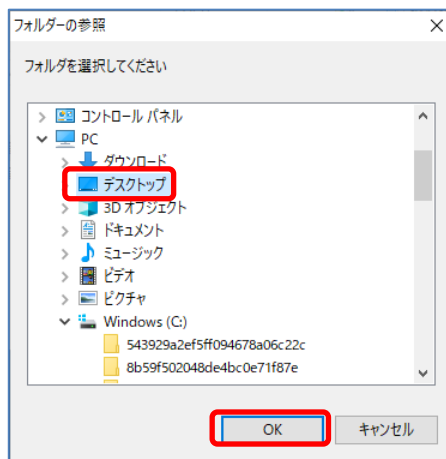 フォルダーの参照
フォルダを選択してください
コントロール パネル
PC
ダウンロード
デスクトップ
3D オブジェクト
ドキュメント
ミュージック
ビデオ
ピクチャ
Windows (C:)
543929a2ef5ff094678a06c22c
8b59f502048de4bc0e71f87e
OK
キャンセル